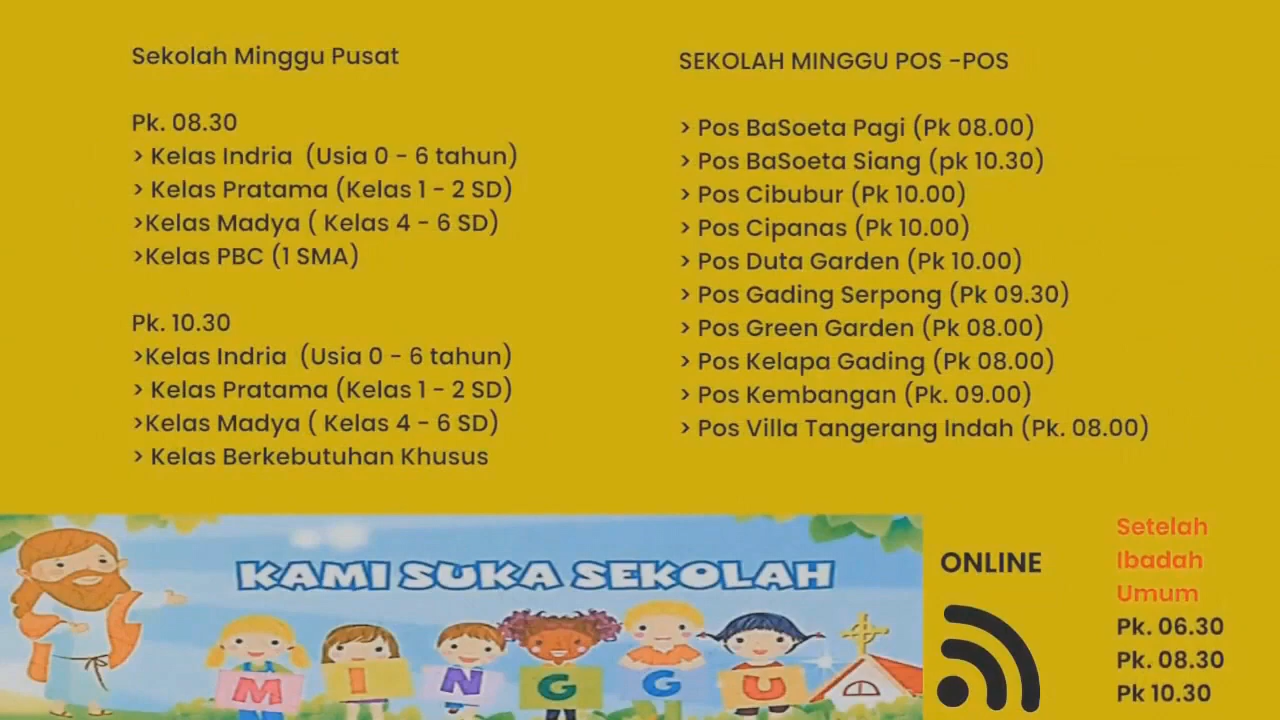 Sekolah Minggu Pusat
Pk. 08.30
> Kelas Indria (Usia 0 - 6 tahun)
> Kelas Pratama (Kelas 1 - 2 SD)
>Kelas Madya ( Kelas 4 - 6 SD)
>Kelas PBC (1 SMA)
Pk. 10.30
>Kelas Indria (Usia 0 - 6 tahun)
> Kelas Pratama (Kelas 1 - 2 SD)
>Kelas Madya ( Kelas 4 - 6 SD)
> Kelas Berkebutuhan Khusus
SEKOLAH MINGGU POS -POS
> Pos BaSoeta Pagi (Pk 08.00)
> Pos BaSoeta Siang (pk 10.30)
> Pos Cibubur (Pk 10.00)
> Pos Cipanas (Pk 10.00)
> Pos Duta Garden (Pk 10.00)
> Pos Gading Serpong (Pk 09.30)
> Pos Green Garden (Pk 08.00)
> Pos Kelapa Gading (Pk 08.00)
> Pos Kembangan (Pk. 09.00)
> Pos Villa Tangerang Indah (Pk. 08.00)
KAMI SUKA SEKOLAH
MINGGU
ONLINE
Setelah
Ibadah
Umum
Pk. 06.30
Pk. 08.30
Pk 10.30